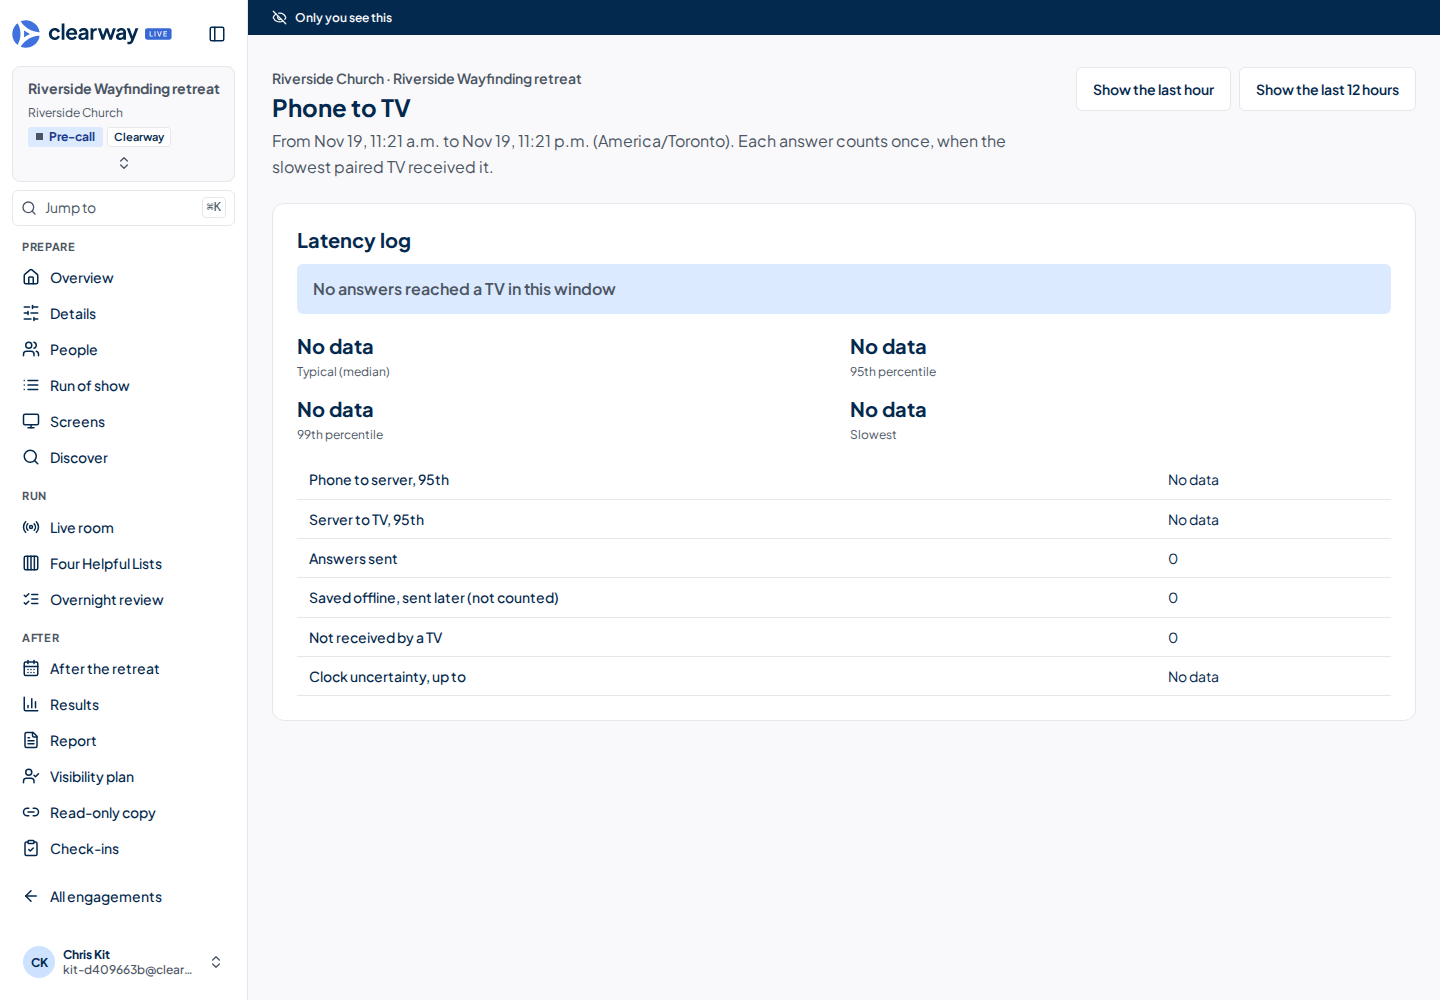 clearway LIVE
Riverside Wayfinding retreat
Riverside Church
Pre-call
Clearway
Jump to
⌘K
PREPARE
Overview
Details
People
Run of show
Screens
Discover
RUN
Live room
Four Helpful Lists
Overnight review
AFTER
After the retreat
Results
Report
Visibility plan
Read-only copy
Check-ins
All engagements
CK
Chris Kit
kit-d409663b@clear...
Only you see this
Riverside Church · Riverside Wayfinding retreat
Phone to TV
From Nov 19, 11:21 a.m. to Nov 19, 11:21 p.m. (America/Toronto). Each answer counts once, when the
slowest paired TV received it.
Show the last hour
Show the last 12 hours
Latency log
No answers reached a TV in this window
No data
Typical (median)
No data
95th percentile
No data
99th percentile
No data
Slowest
Phone to server, 95th No data
Server to TV, 95th No data
Answers sent 0
Saved offline, sent later (not counted) 0
Not received by a TV 0
Clock uncertainty, up to No data